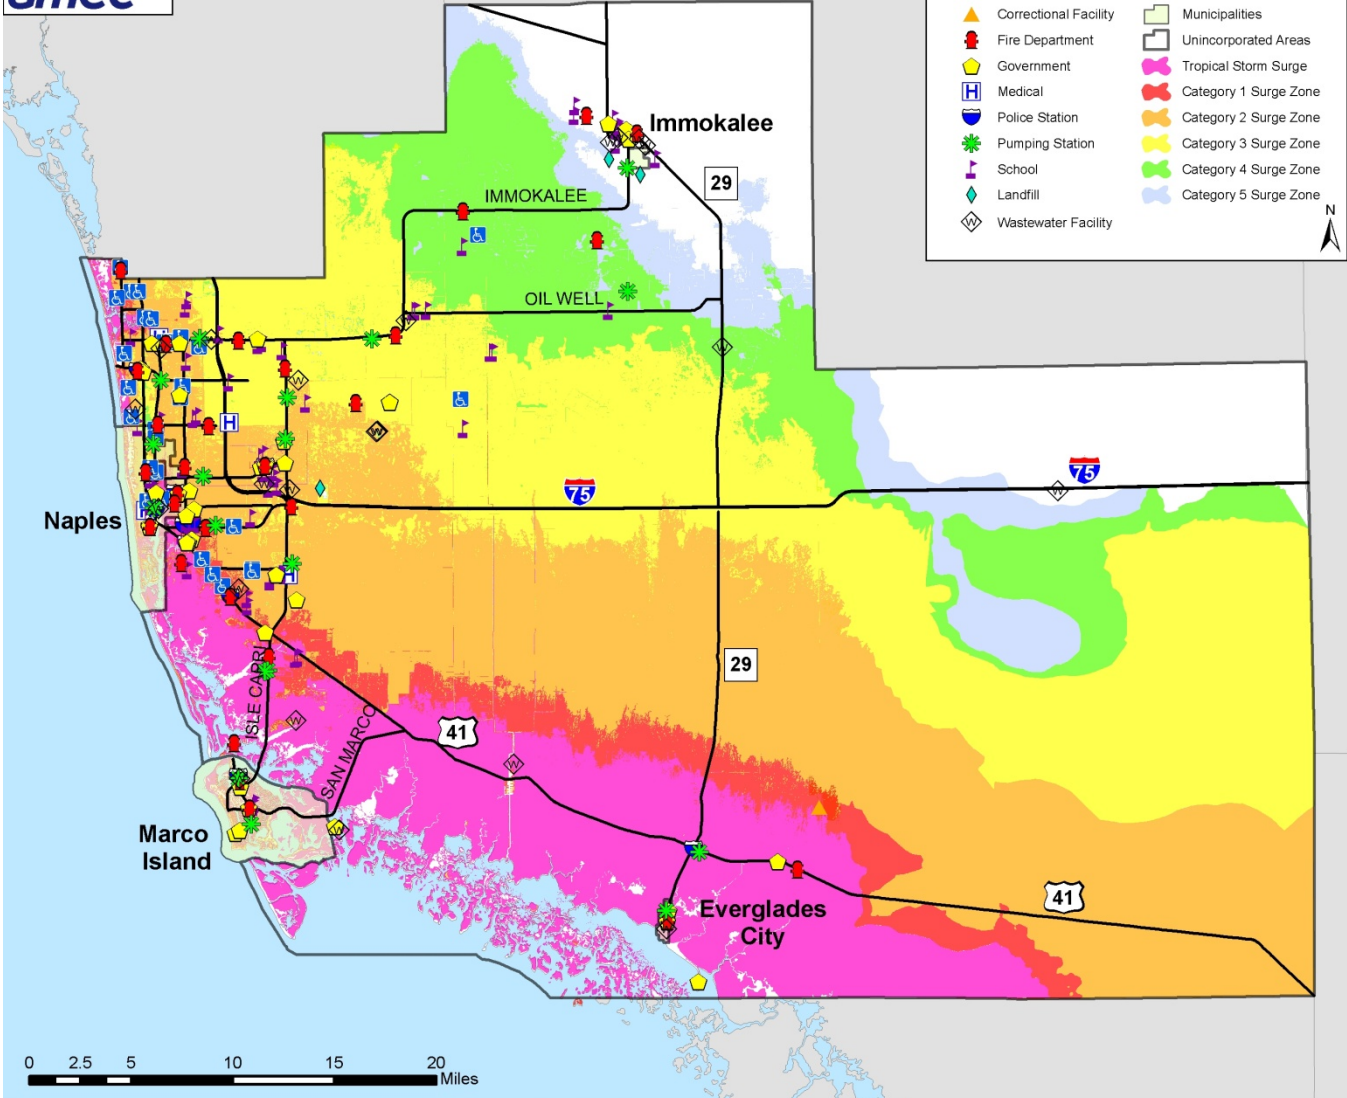 amec
Correctional Facility
Fire Department
Government
H Medical
Police Station
Pumping Station
School
Landfill
W Wastewater Facility
Municipalities
Unincorporated Areas
Tropical Storm Surge
Category 1 Surge Zone
Category 2 Surge Zone
Category 3 Surge Zone
Category 4 Surge Zone
Category 5 Surge Zone
N
Immokalee
29
IMMOKALEE
OIL WELL
H
75
75
Naples
H
29
ISLE CAPRI
SAN MARCO
41
Marco
Island
41
Everglades
City
0 2.5 5 10 15 20
Miles